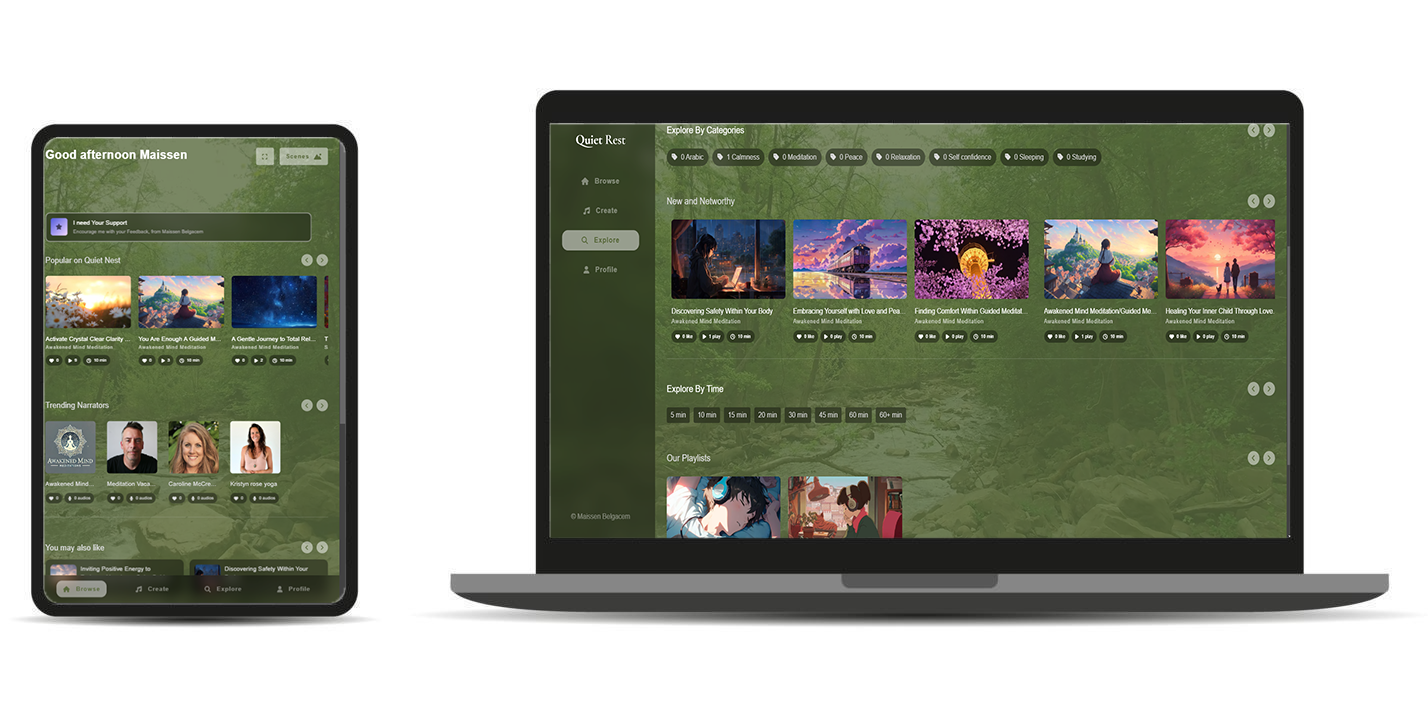 Good afternoon Maissen
Scenes
I need Your Support
Encourage me with your Feedback, from Maissen Belgacem
Popular on Quiet Nest
Activate Crystal Clear Clarity ...
Awakened Mind Meditation
0 5 10 min
You Are Enough A Guided M...
Awakened Mind Meditation
0 5 10 min
A Gentle Journey to Total Rel...
Awakened Mind Meditation
0 2 10 min
T
Trending Narrators
AWAKENED MIND
MEDITATIONS
Awakened Mind...
0 0 audios
Meditation Vaca...
0 0 audios
Caroline McCre...
0 0 audios
Kristyn rose yoga
0 0 audios
You may also like
Inviting Positive Energy to
Discovering Safety Within Your
Browse
Create
Explore
Profile
Quiet Rest
Browse
Create
Explore
Profile
© Maissen Belgacem
Explore By Categories
0 Arabic
1 Calmness
0 Meditation
0 Peace
0 Relaxation
0 Self confidence
0 Sleeping
0 Studying
New and Networthy
Discovering Safety Within Your Body
Awakened Mind Meditation
0 like 1 play 10 min
Embracing Yourself with Love and Pea...
Awakened Mind Meditation
0 like 0 play 10 min
Finding Comfort Within Guided Meditat...
Awakened Mind Meditation
0 like 0 play 10 min
Awakened Mind Meditation/Guided Me...
Awakened Mind Meditation
0 like 1 play 10 min
Healing Your Inner Child Through Love
Awakened Mind Meditation
0 like 0 play 10 min
Explore By Time
5 min
10 min
15 min
20 min
30 min
45 min
60 min
60+ min
Our Playlists